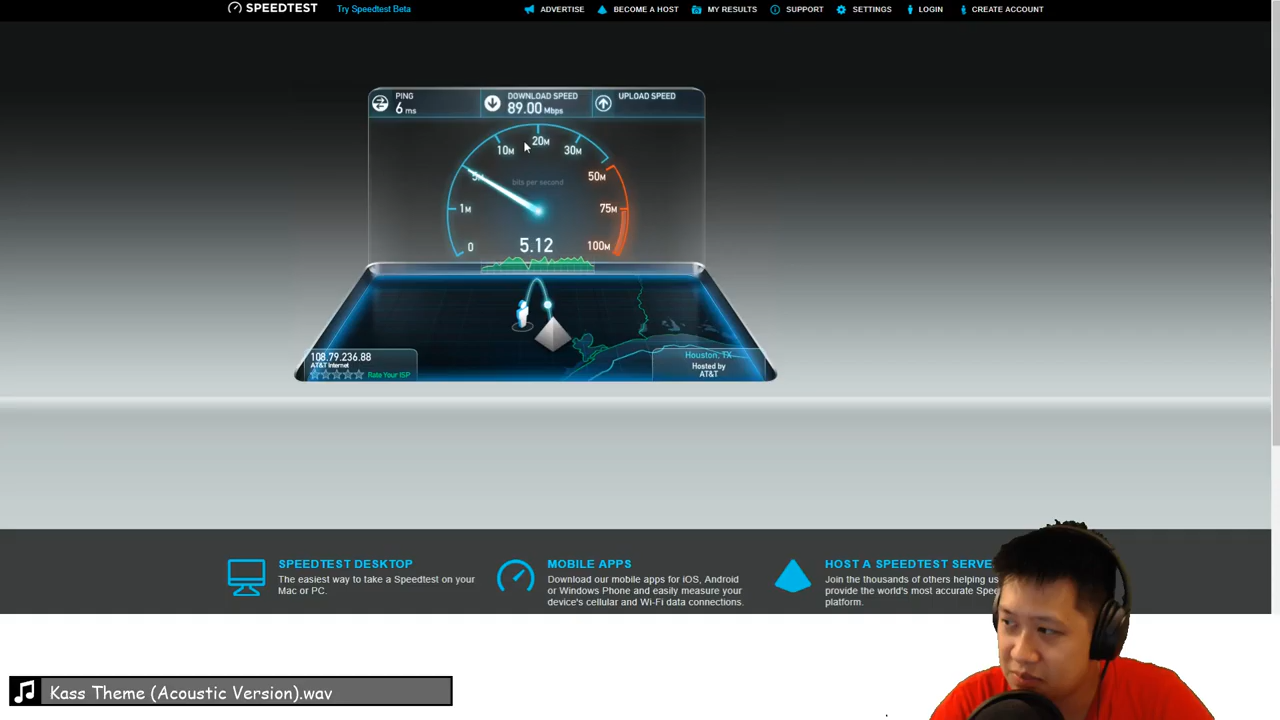 SPEEDTEST
Try Speedtest Beta
ADVERTISE
BECOME A HOST
MY RESULTS
SUPPORT
SETTINGS
LOGIN
CREATE ACCOUNT
PING
6 ms
DOWNLOAD SPEED
89.00 Mbps
UPLOAD SPEED
0
1M
5M
10M
20M
30M
50M
75M
100M
bits per second
5.12
108.79.236.88
AT&T Internet
Rate Your ISP
Houston, TX
Hosted by
AT&T
SPEEDTEST DESKTOP
The easiest way to take a Speedtest on your
Mac or PC.
MOBILE APPS
Download our mobile apps for iOS, Android
or Windows Phone and easily measure your
device's cellular and Wi-Fi data connections.
HOST A SPEEDTEST SERVE
Join the thousands of others helping us
provide the world's most accurate Spee
platform.
Kass Theme (Acoustic Version).wav